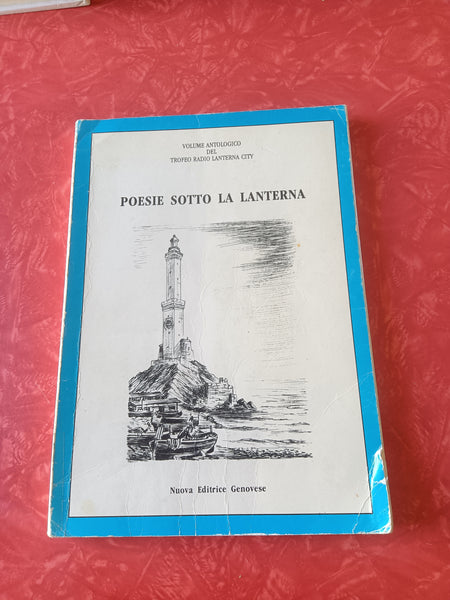 VOLUME ANTOLOGICO
DEL
TROFEO RADIO LANTERNA CITY
POESIE SOTTO LA LANTERNA
Nuova Editrice Genovese